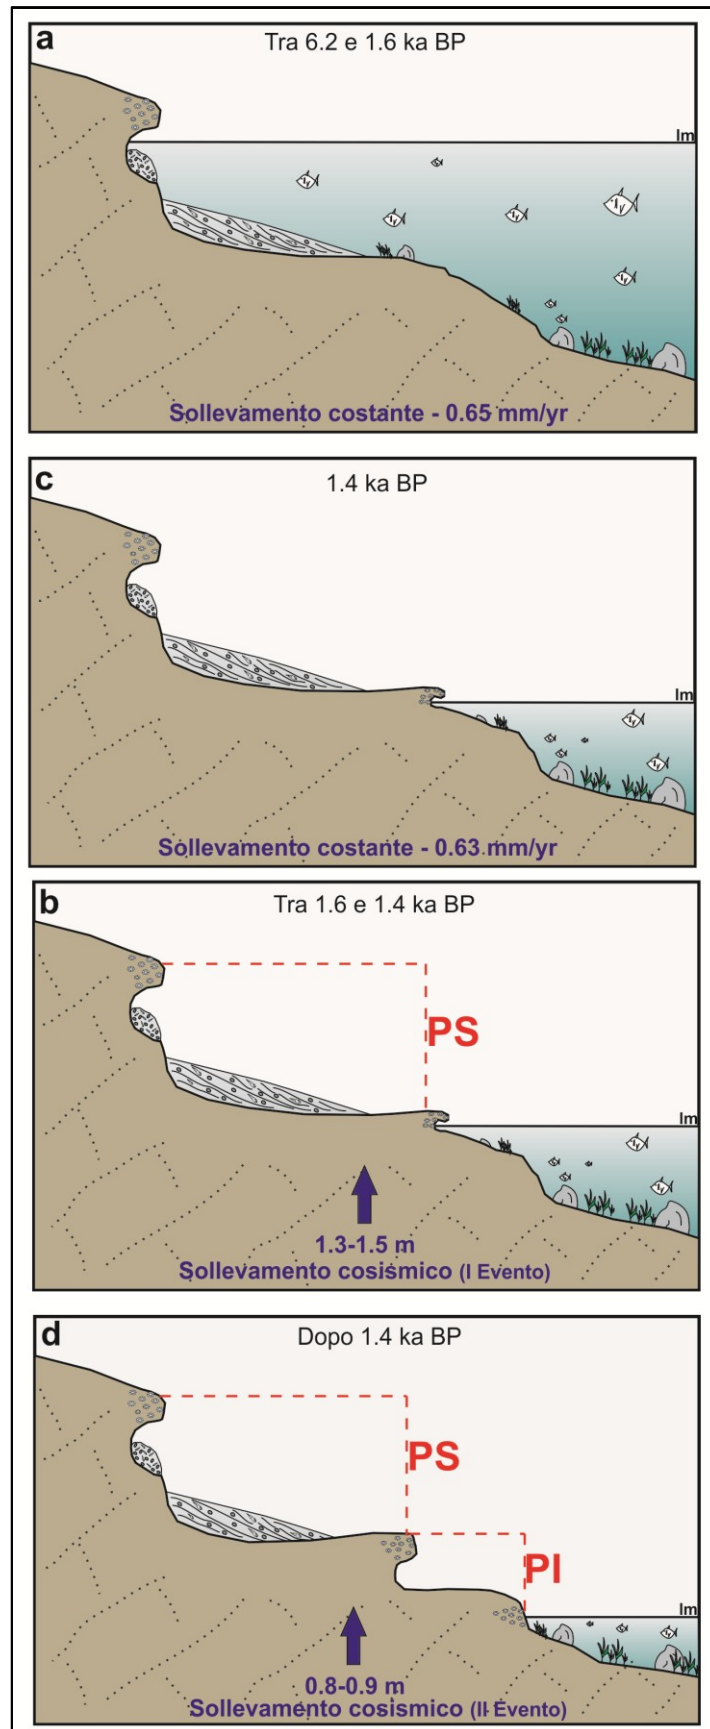 a
Tra 6.2 e 1.6 ka BP
lm
Sollevamento costante - 0.65 mm/yr
c
1.4 ka BP
lm
Sollevamento costante - 0.63 mm/yr
b
Tra 1.6 e 1.4 ka BP
PS
lm
1.3-1.5 m
Sollevamento cosismico (I Evento)
d
Dopo 1.4 ka BP
PS
PI
lm
0.8-0.9 m
Sollevamento cosismico (II Evento)